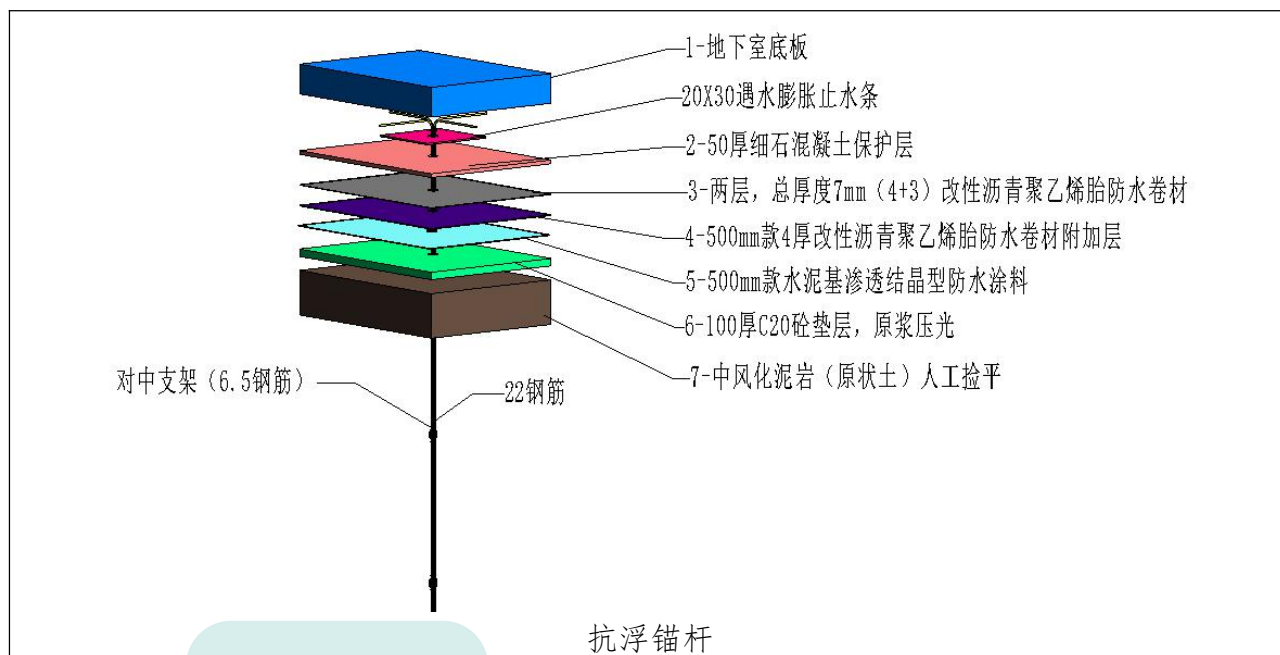 1-地下室底板
20X30遇水膨胀止水条
2-50厚细石混凝土保护层
3-两层，总厚度7mm（4+3）改性沥青聚乙烯胎防水卷材
4-500mm款4厚改性沥青聚乙烯胎防水卷材附加层
5-500mm款水泥基渗透结晶型防水涂料
6-100厚C20砼垫层，原浆压光
7-中风化泥岩（原状土）人工捡平
对中支架（6.5钢筋）
22钢筋
抗浮锚杆